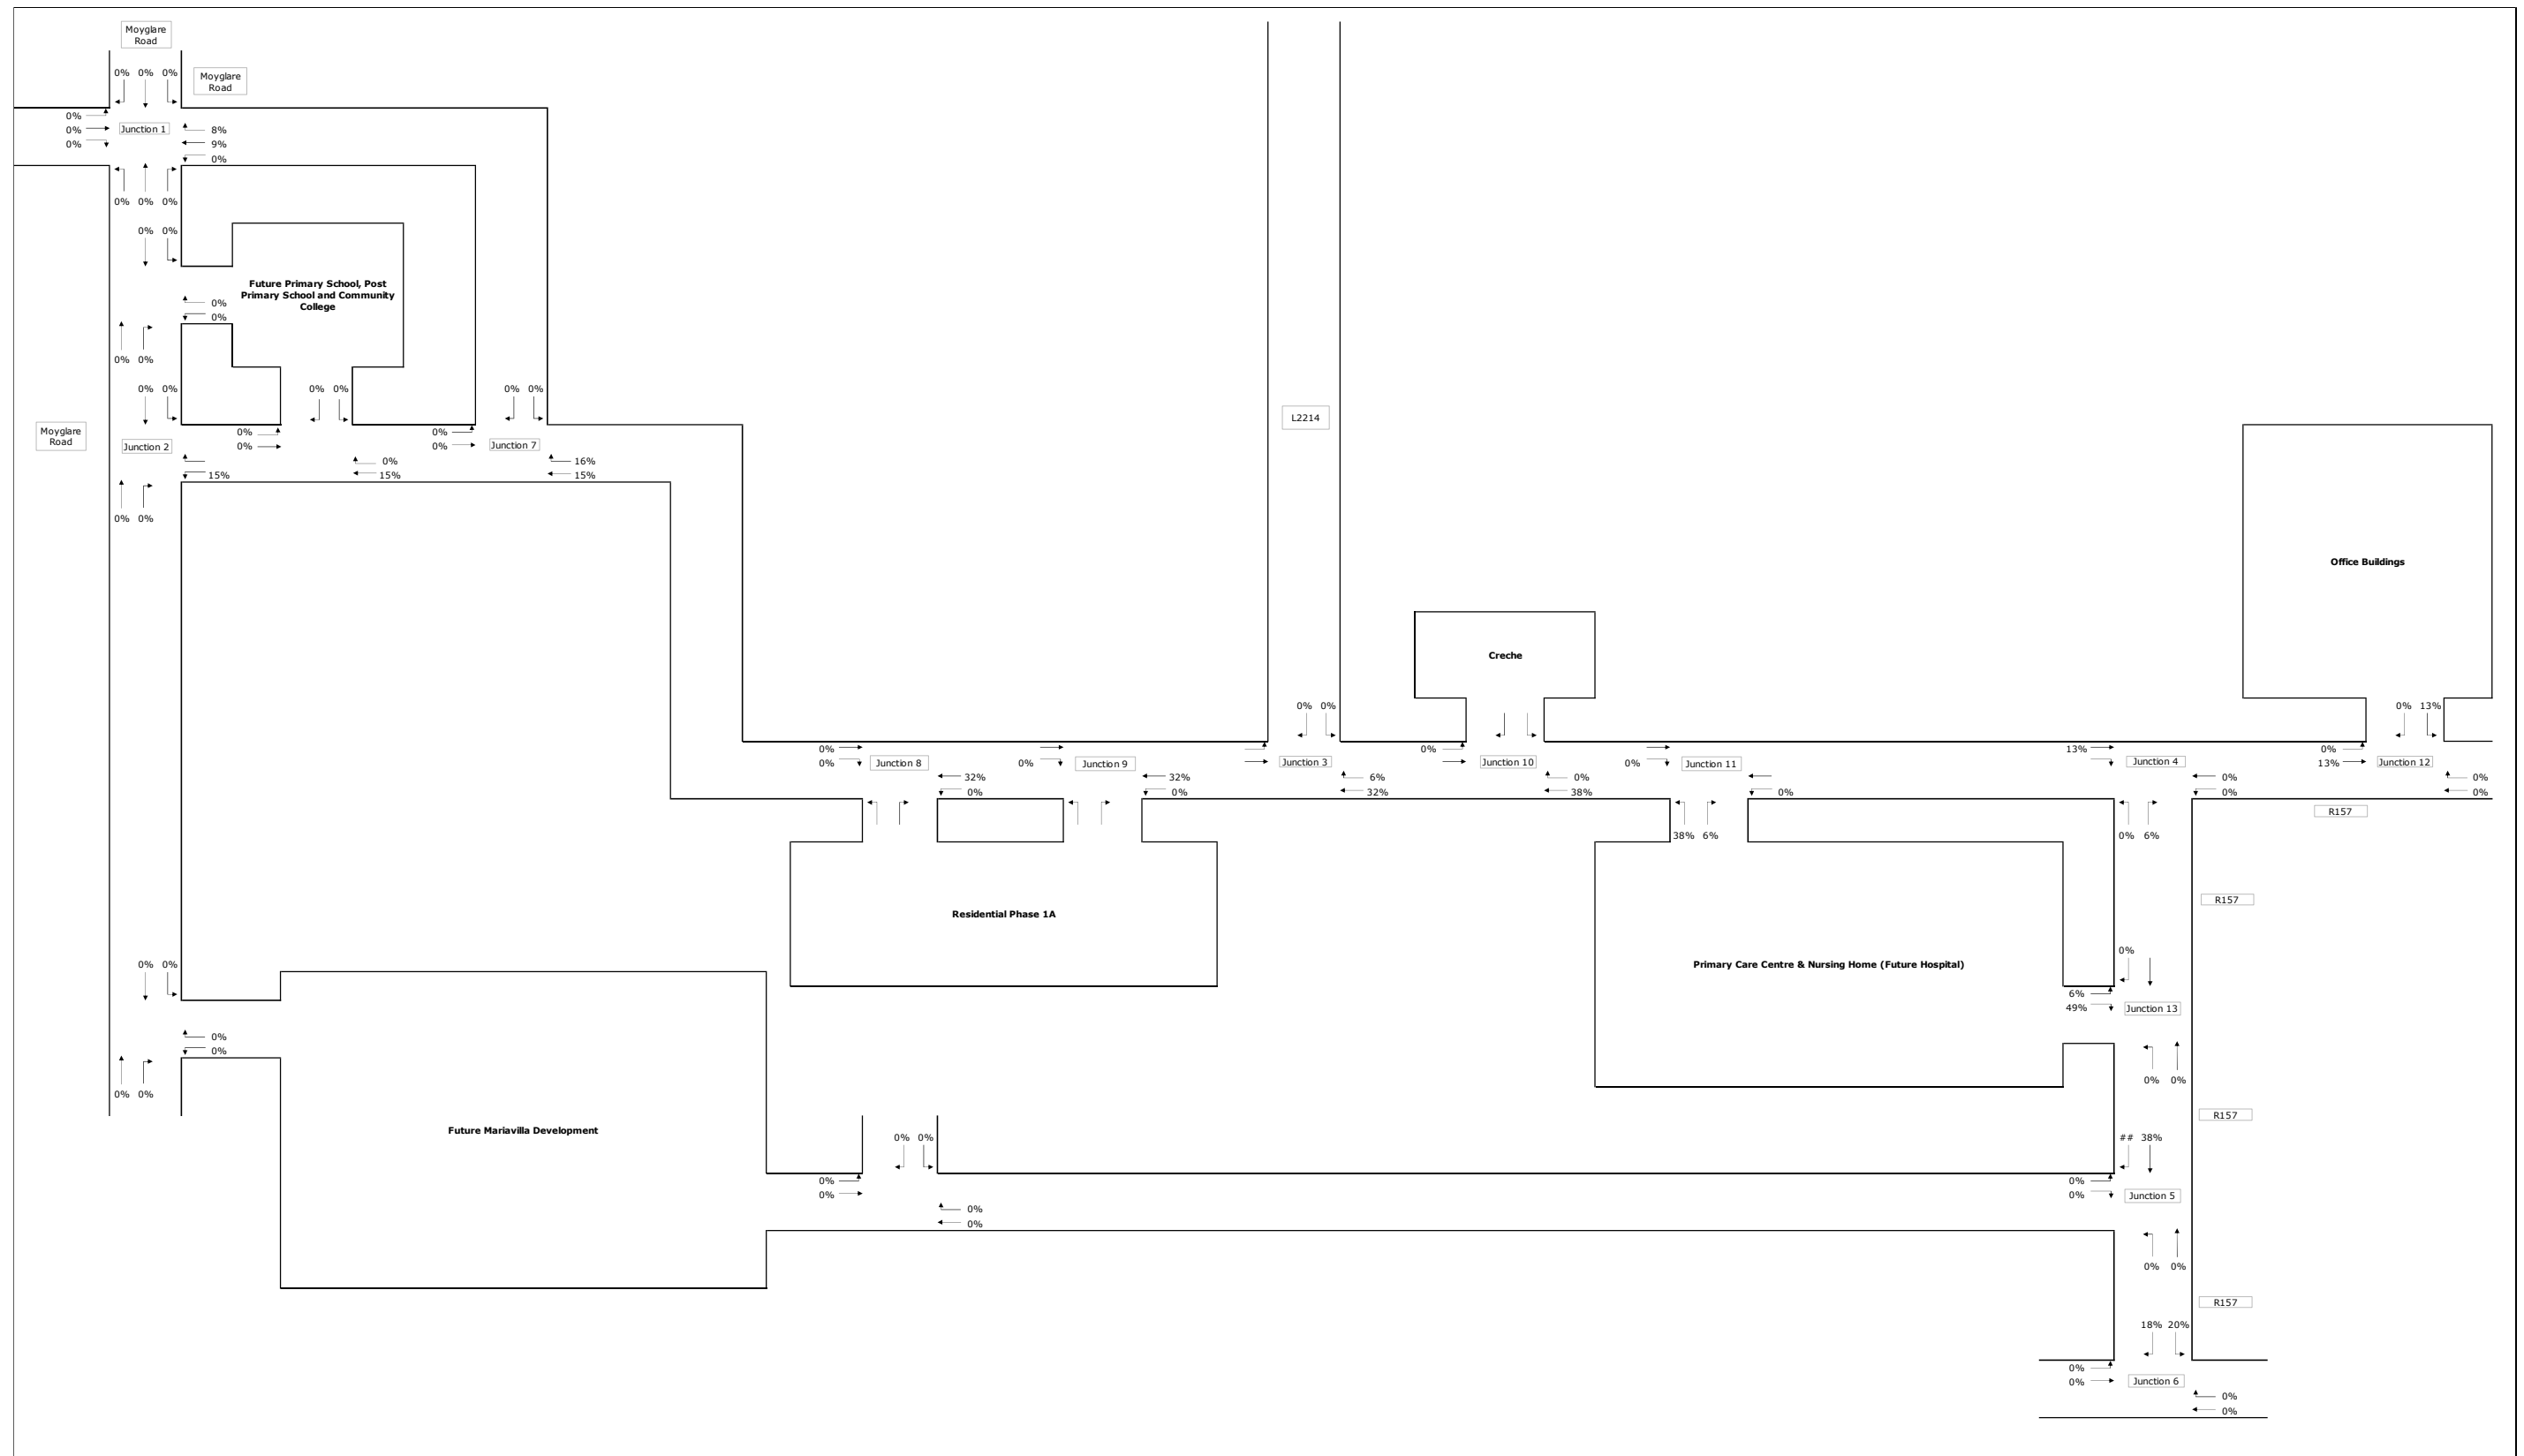 Moyglare
Road
0% 0% 0%
Moyglare
Road
0%
0%
0%
Junction 1
8%
9%
0%
0% 0% 0%
0% 0%
Future Primary School, Post
Primary School and Community
College
0%
0%
0% 0%
0% 0%
0% 0%
0% 0%
L2214
Moyglare
Road
Junction 2
0%
0%
0%
0%
Junction 7
15%
0%
15%
16%
15%
0% 0%
Office Buildings
Creche
0% 0%
0% 13%
0%
0%
Junction 8
0%
Junction 9
Junction 3
0%
Junction 10
0%
Junction 11
13%
Junction 4
0%
13%
Junction 12
32%
0%
32%
0%
6%
32%
0%
38%
0%
0%
0%
0%
0%
R157
38% 6%
0% 6%
R157
Residential Phase 1A
0% 0%
0%
Primary Care Centre & Nursing Home (Future Hospital)
6%
49%
Junction 13
0%
0%
0% 0%
0% 0%
R157
Future Mariavilla Development
0% 0%
## 38%
0%
0%
0%
0%
Junction 5
0%
0%
0% 0%
R157
18% 20%
0%
0%
Junction 6
0%
0%